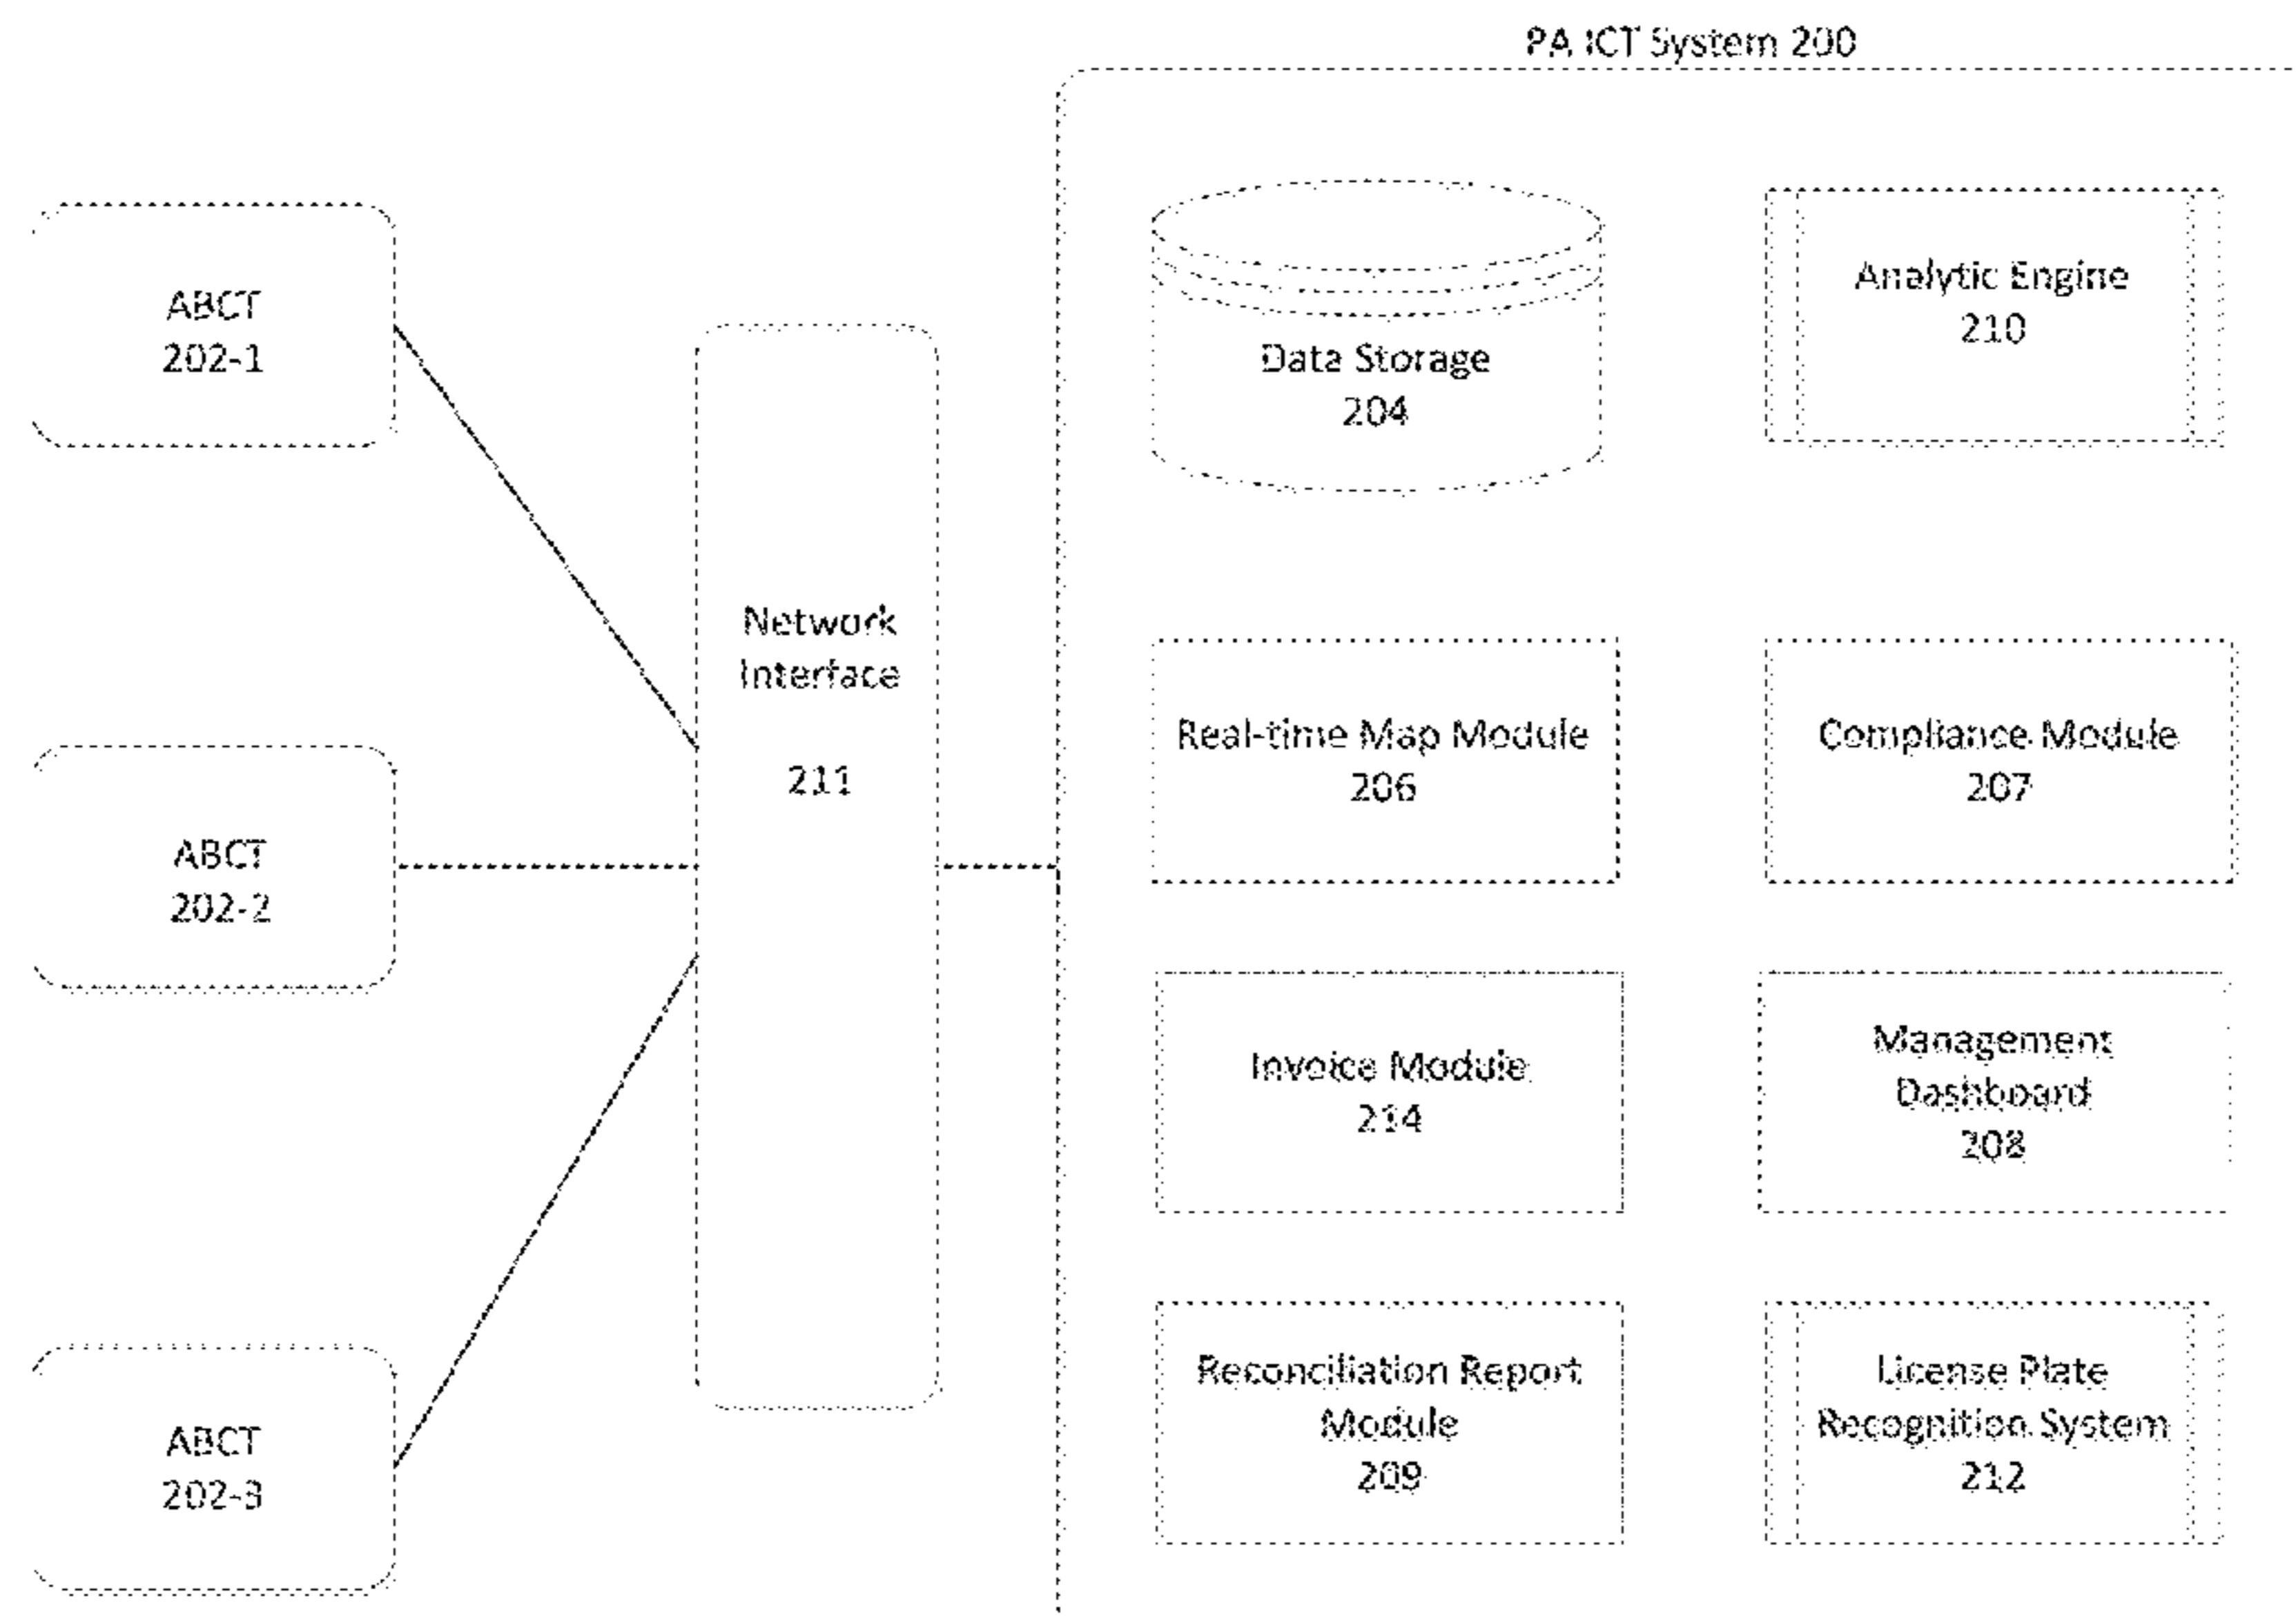 PA ICT System 200
ABCT
202-1
ABCT
202-2
ABCT
202-3
Network
Interface
211
Data Storage
204
Analytic Engine
210
Real-time Map Module
206
Compliance Module
207
Invoice Module
214
Management
Dashboard
208
Reconciliation Report
Module
209
License Plate
Recognition System
212